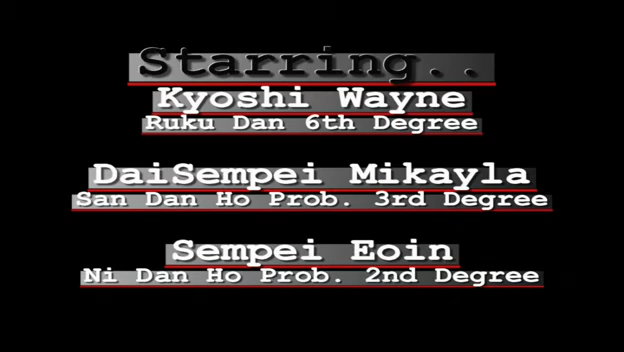 Starring..
Kyoshi Wayne
Ruku Dan 6th Degree
DaiSempei Mikayla
San Dan Ho Prob. 3rd Degree
Sempei Eoin
Ni Dan Ho Prob. 2nd Degree